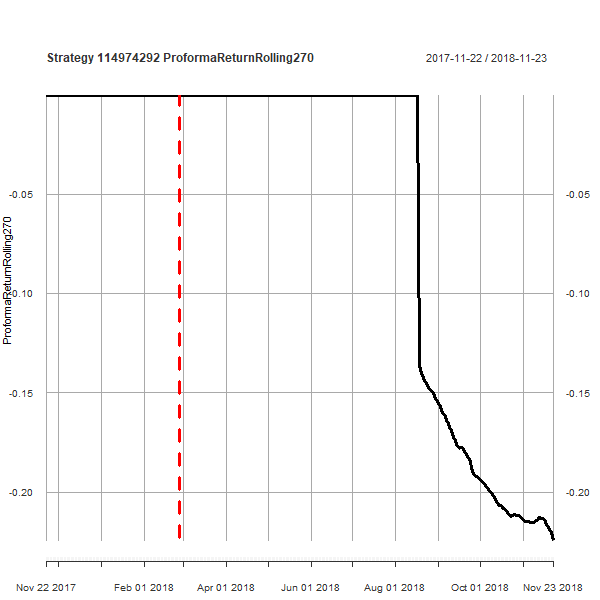 Strategy 114974292 ProformaReturnRolling270
2017-11-22 / 2018-11-23
ProformaReturnRolling270
-0.05 -0.05
-0.10 -0.10
-0.15 -0.15
-0.20 -0.20
Nov 22 2017 Feb 01 2018 Apr 01 2018 Jun 01 2018 Aug 01 2018 Oct 01 2018 Nov 23 2018